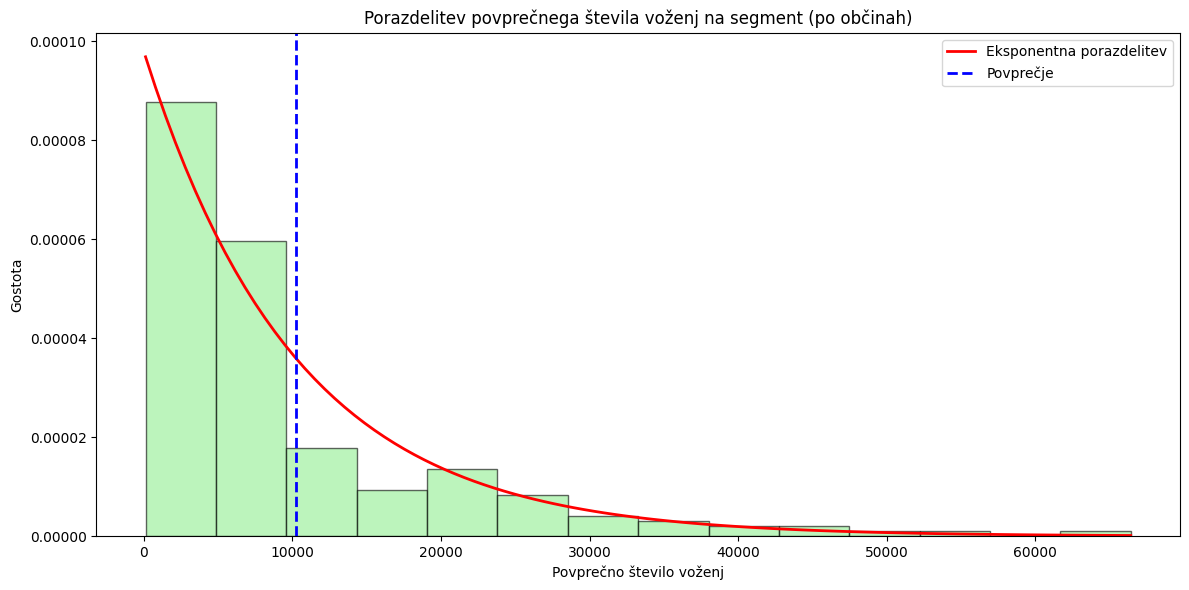 Porazdelitev povprečnega števila voženj na segment (po občinah)
Eksponentna porazdelitev
Povprečje
Gostota
0.00010
0.00008
0.00006
0.00004
0.00002
0.00000
0 10000 20000 30000 40000 50000 60000
Povprečno število voženj